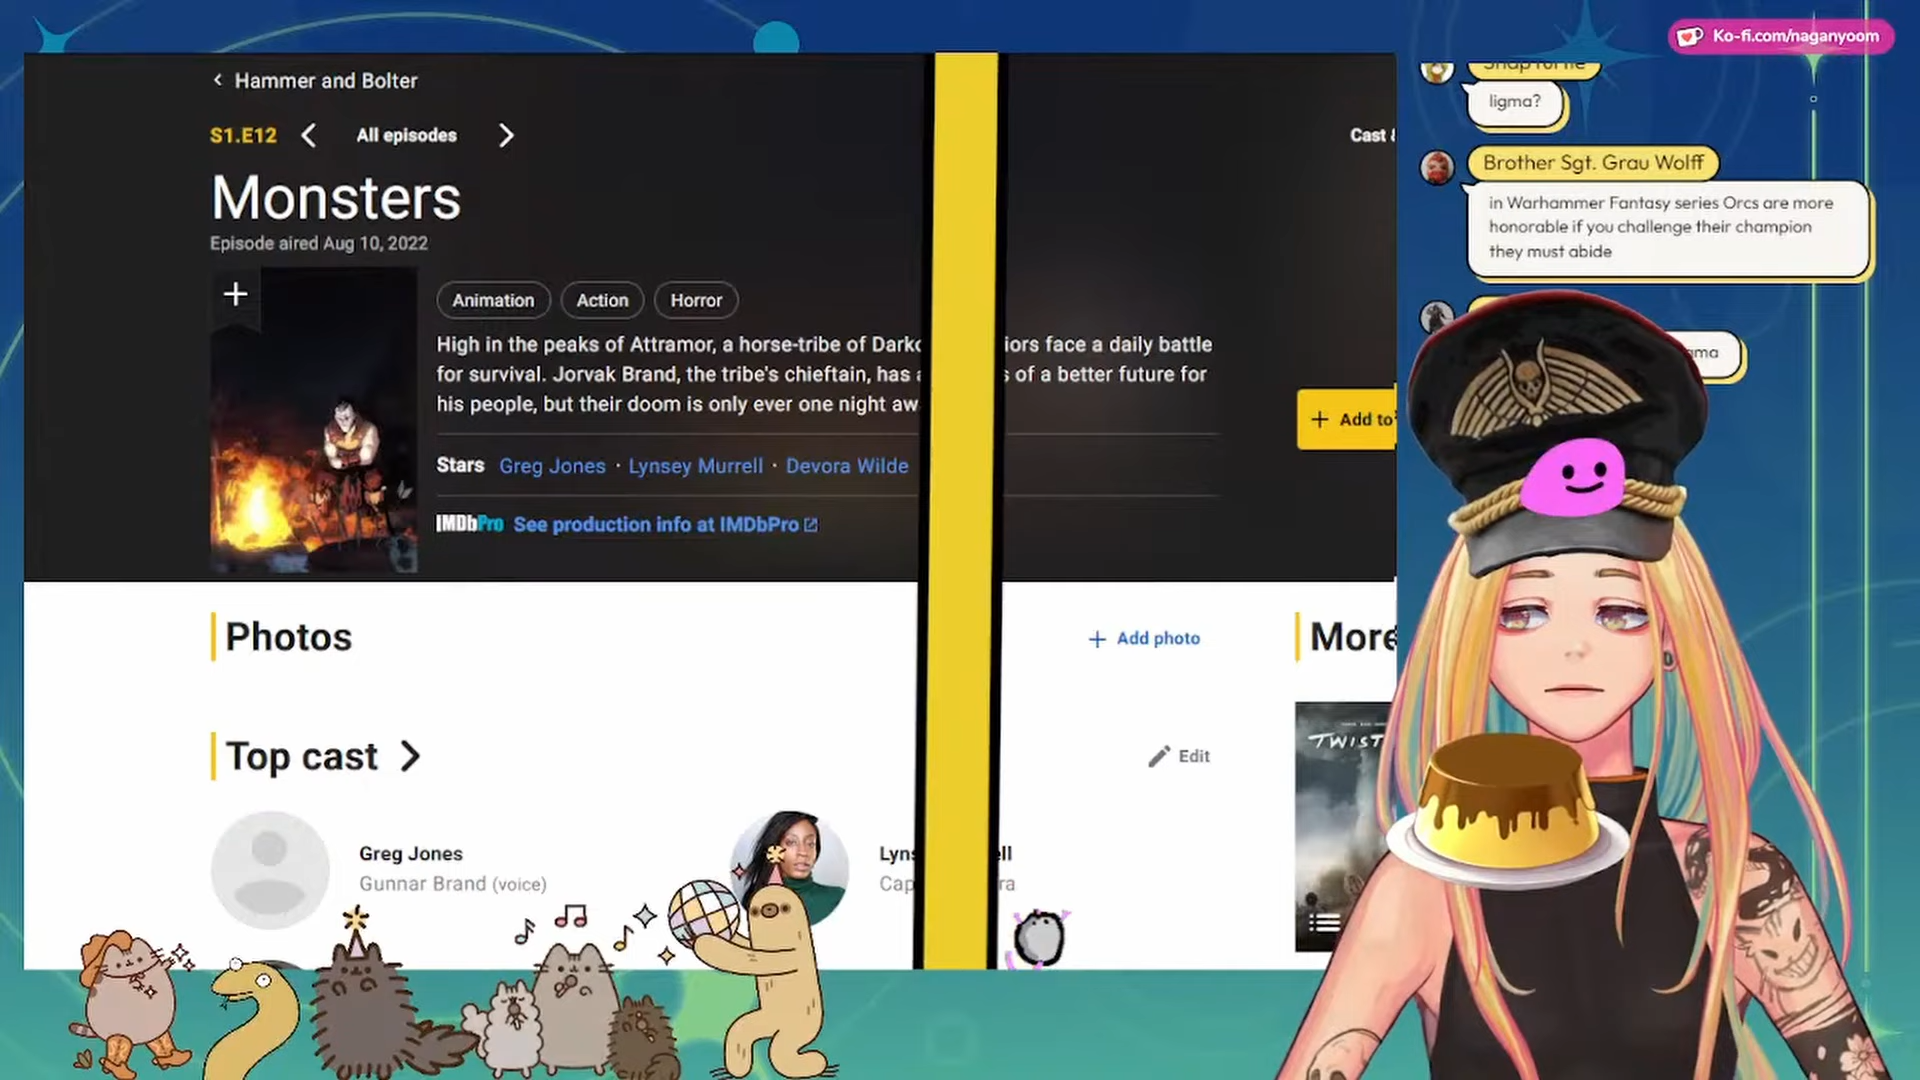 Ko-fi.com/naganyoom
Hammer and Bolter
S1.E12
All episodes
Cast
Monsters
Episode aired Aug 10, 2022
Animation
Action
Horror
High in the peaks of Attramor, a horse-tribe of Darko iors face a daily battle
for survival. Jorvak Brand, the tribe's chieftain, has a s of a better future for
his people, but their doom is only ever one night aw
+ Add to
Stars Greg Jones · Lynsey Murrell · Devora Wilde
IMDbPro See production info at IMDbPro
Photos
+ Add photo
More
Top cast
Edit
TWIST
Greg Jones
Gunnar Brand (voice)
Lyns ell
Cap ra
ligma?
Brother Sgt. Grau Wolff
in Warhammer Fantasy series Orcs are more
honorable if you challenge their champion
they must abide